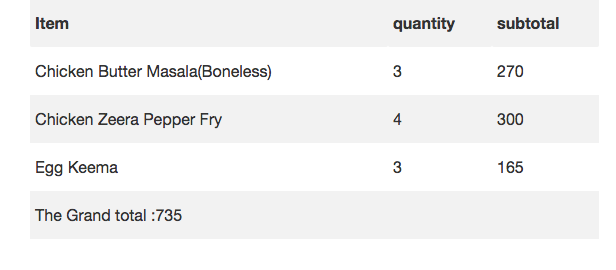 Item quantity subtotal
Chicken Butter Masala(Boneless) 3 270
Chicken Zeera Pepper Fry 4 300
Egg Keema 3 165
The Grand total :735